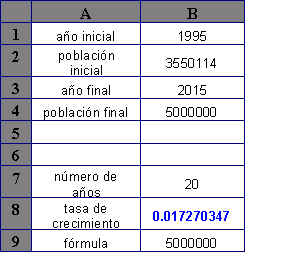 A B
1 año inicial 1995
2 población
inicial 3550114
3 año final 2015
4 población final 5000000
5
6
7 número de
años 20
8 tasa de
crecimiento 0.017270347
9 fórmula 5000000